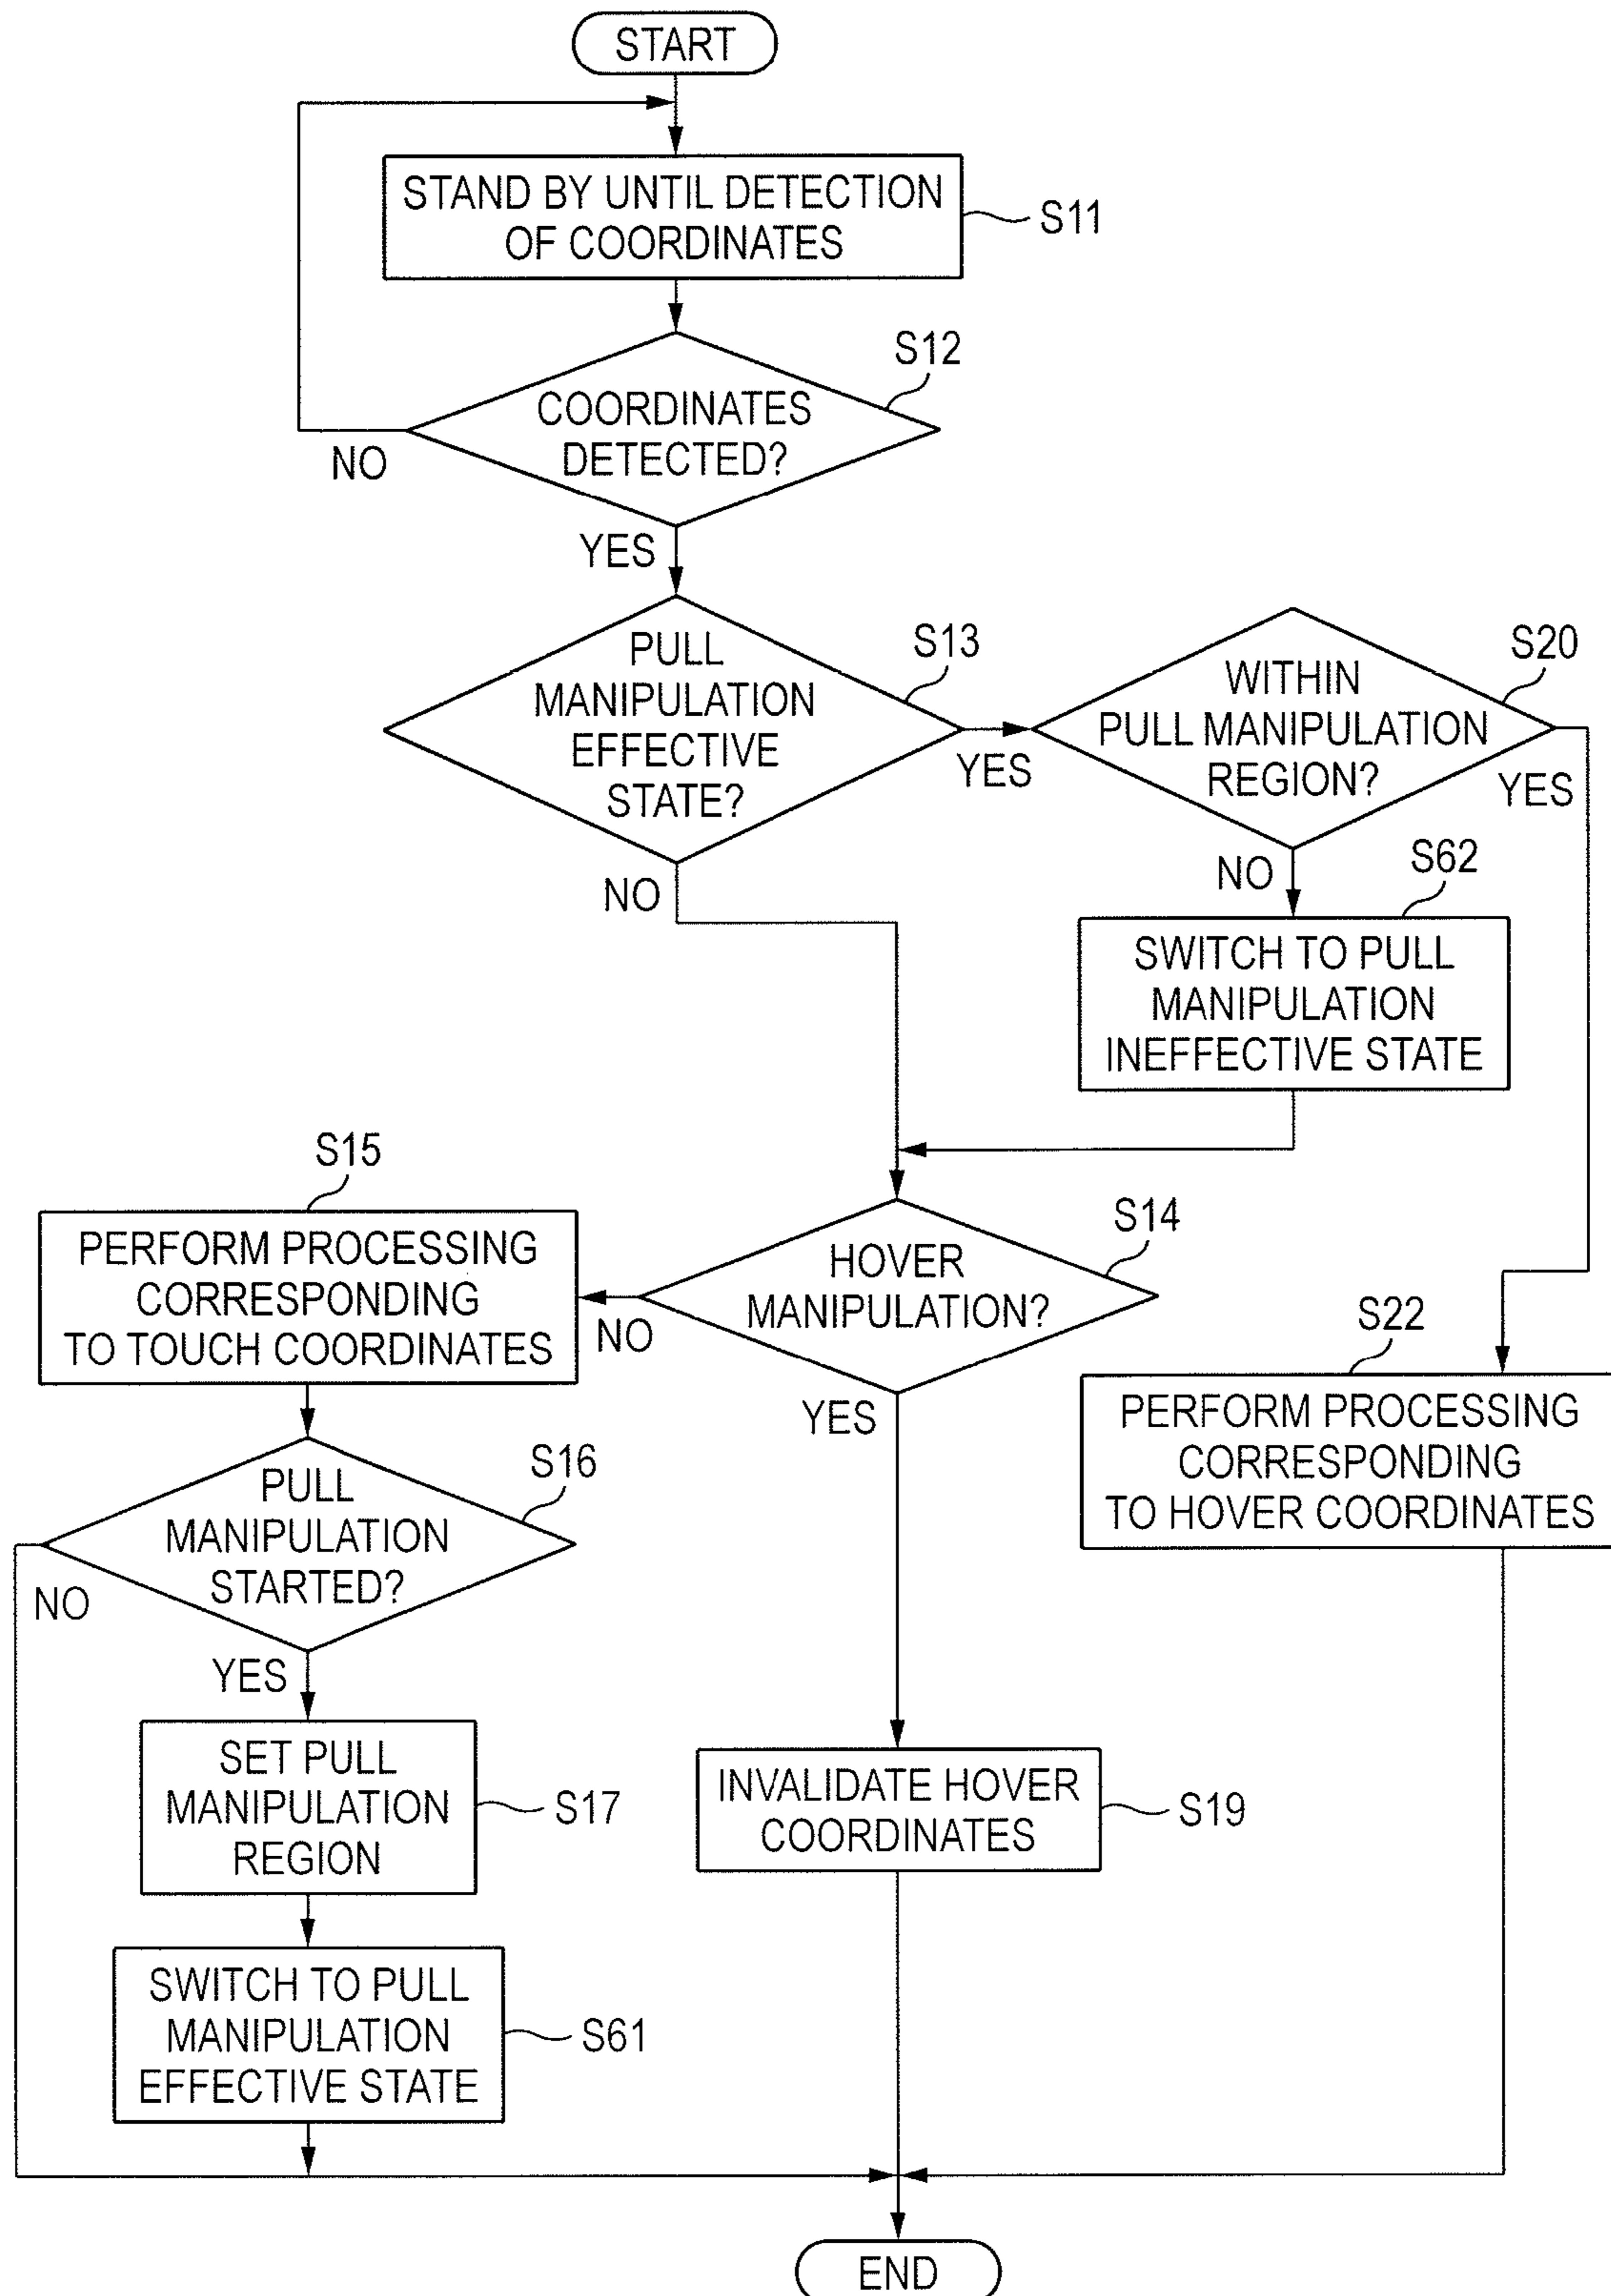 START
STAND BY UNTIL DETECTION
OF COORDINATES
S11
S12
COORDINATES
DETECTED?
NO
YES
S13
PULL
MANIPULATION
EFFECTIVE
STATE?
YES
NO
S20
WITHIN
PULL MANIPULATION
REGION?
YES
NO
S62
SWITCH TO PULL
MANIPULATION
INEFFECTIVE STATE
S14
HOVER
MANIPULATION?
NO
YES
S15
PERFORM PROCESSING
CORRESPONDING
TO TOUCH COORDINATES
S22
PERFORM PROCESSING
CORRESPONDING
TO HOVER COORDINATES
S16
PULL
MANIPULATION
STARTED?
NO
YES
SET PULL
MANIPULATION
REGION
S17
INVALIDATE HOVER
COORDINATES
S19
SWITCH TO PULL
MANIPULATION
EFFECTIVE STATE
S61
END